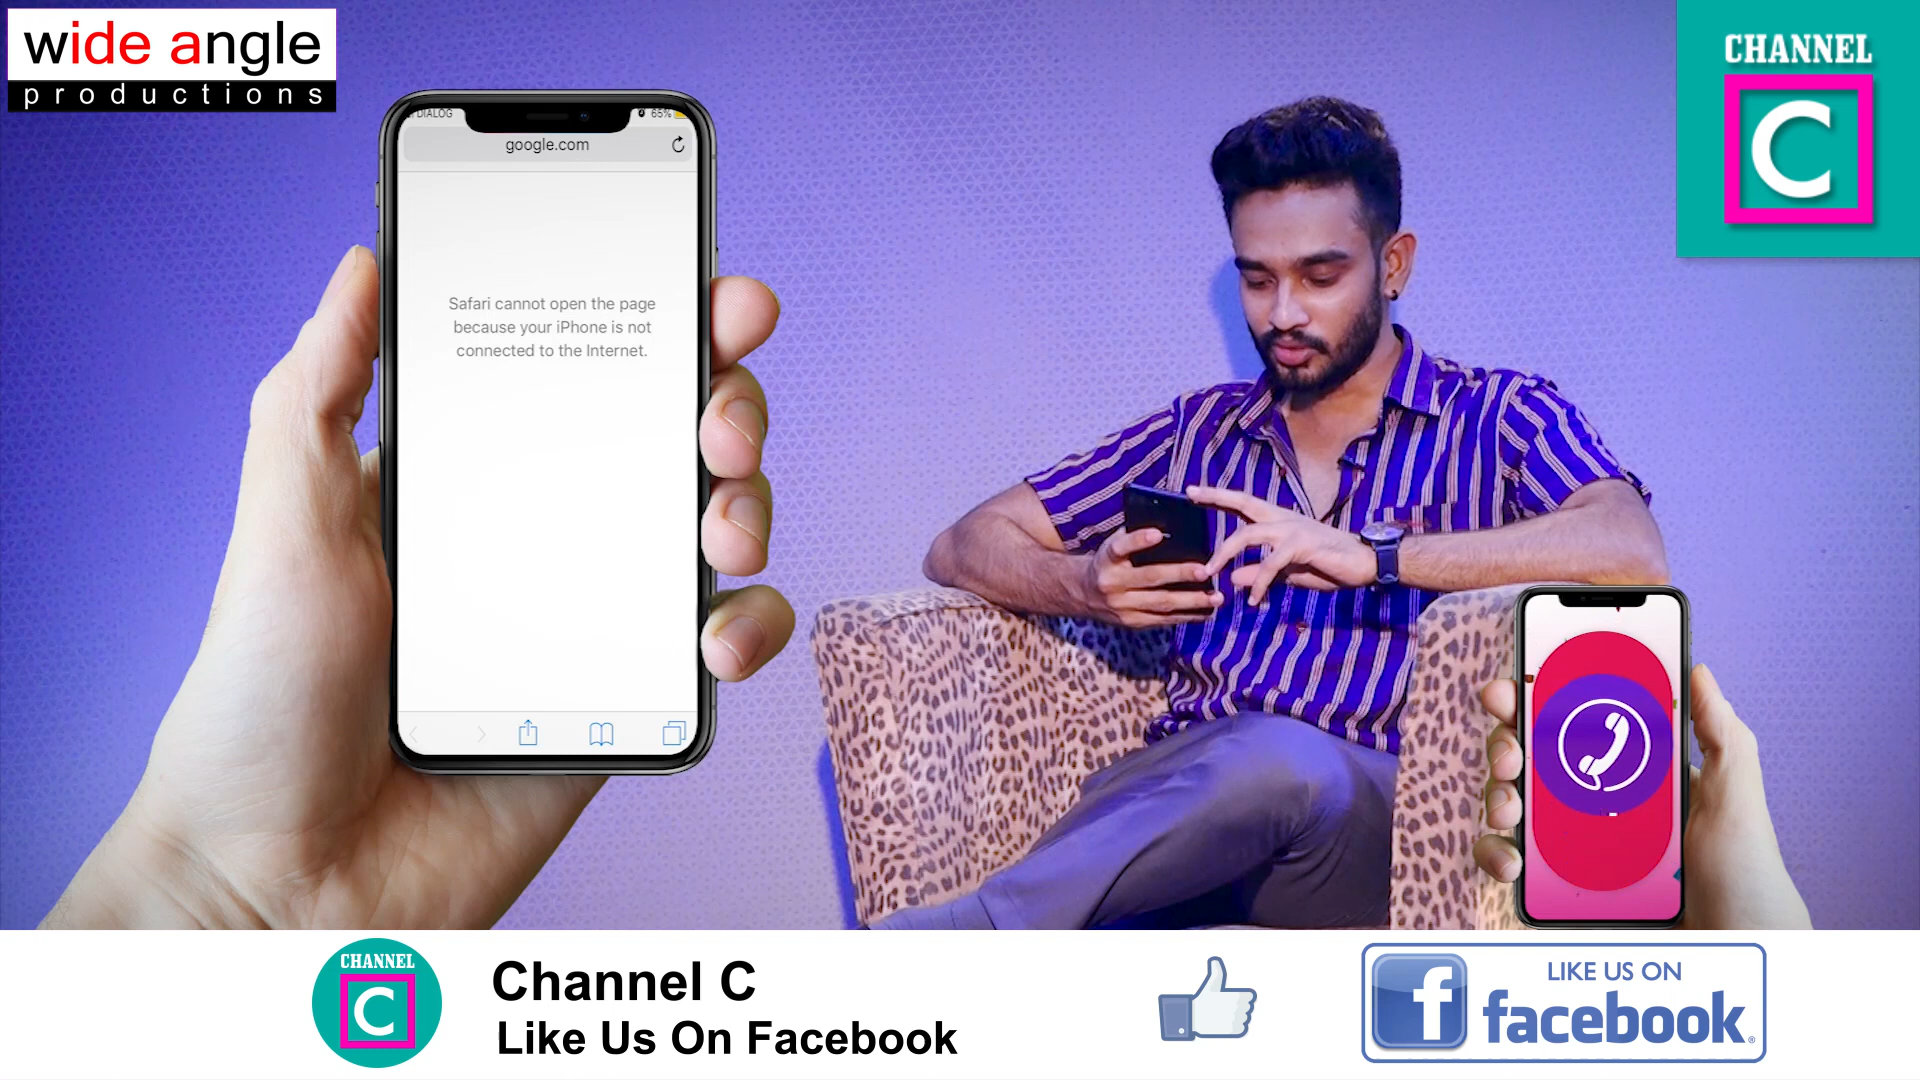 wide angle
productions
CHANNEL
C
DIALOG
65%
google.com
Safari cannot open the page
because your iPhone is not
connected to the Internet.
CHANNEL
C
Channel C
Like Us On Facebook
f
LIKE US ON
facebook